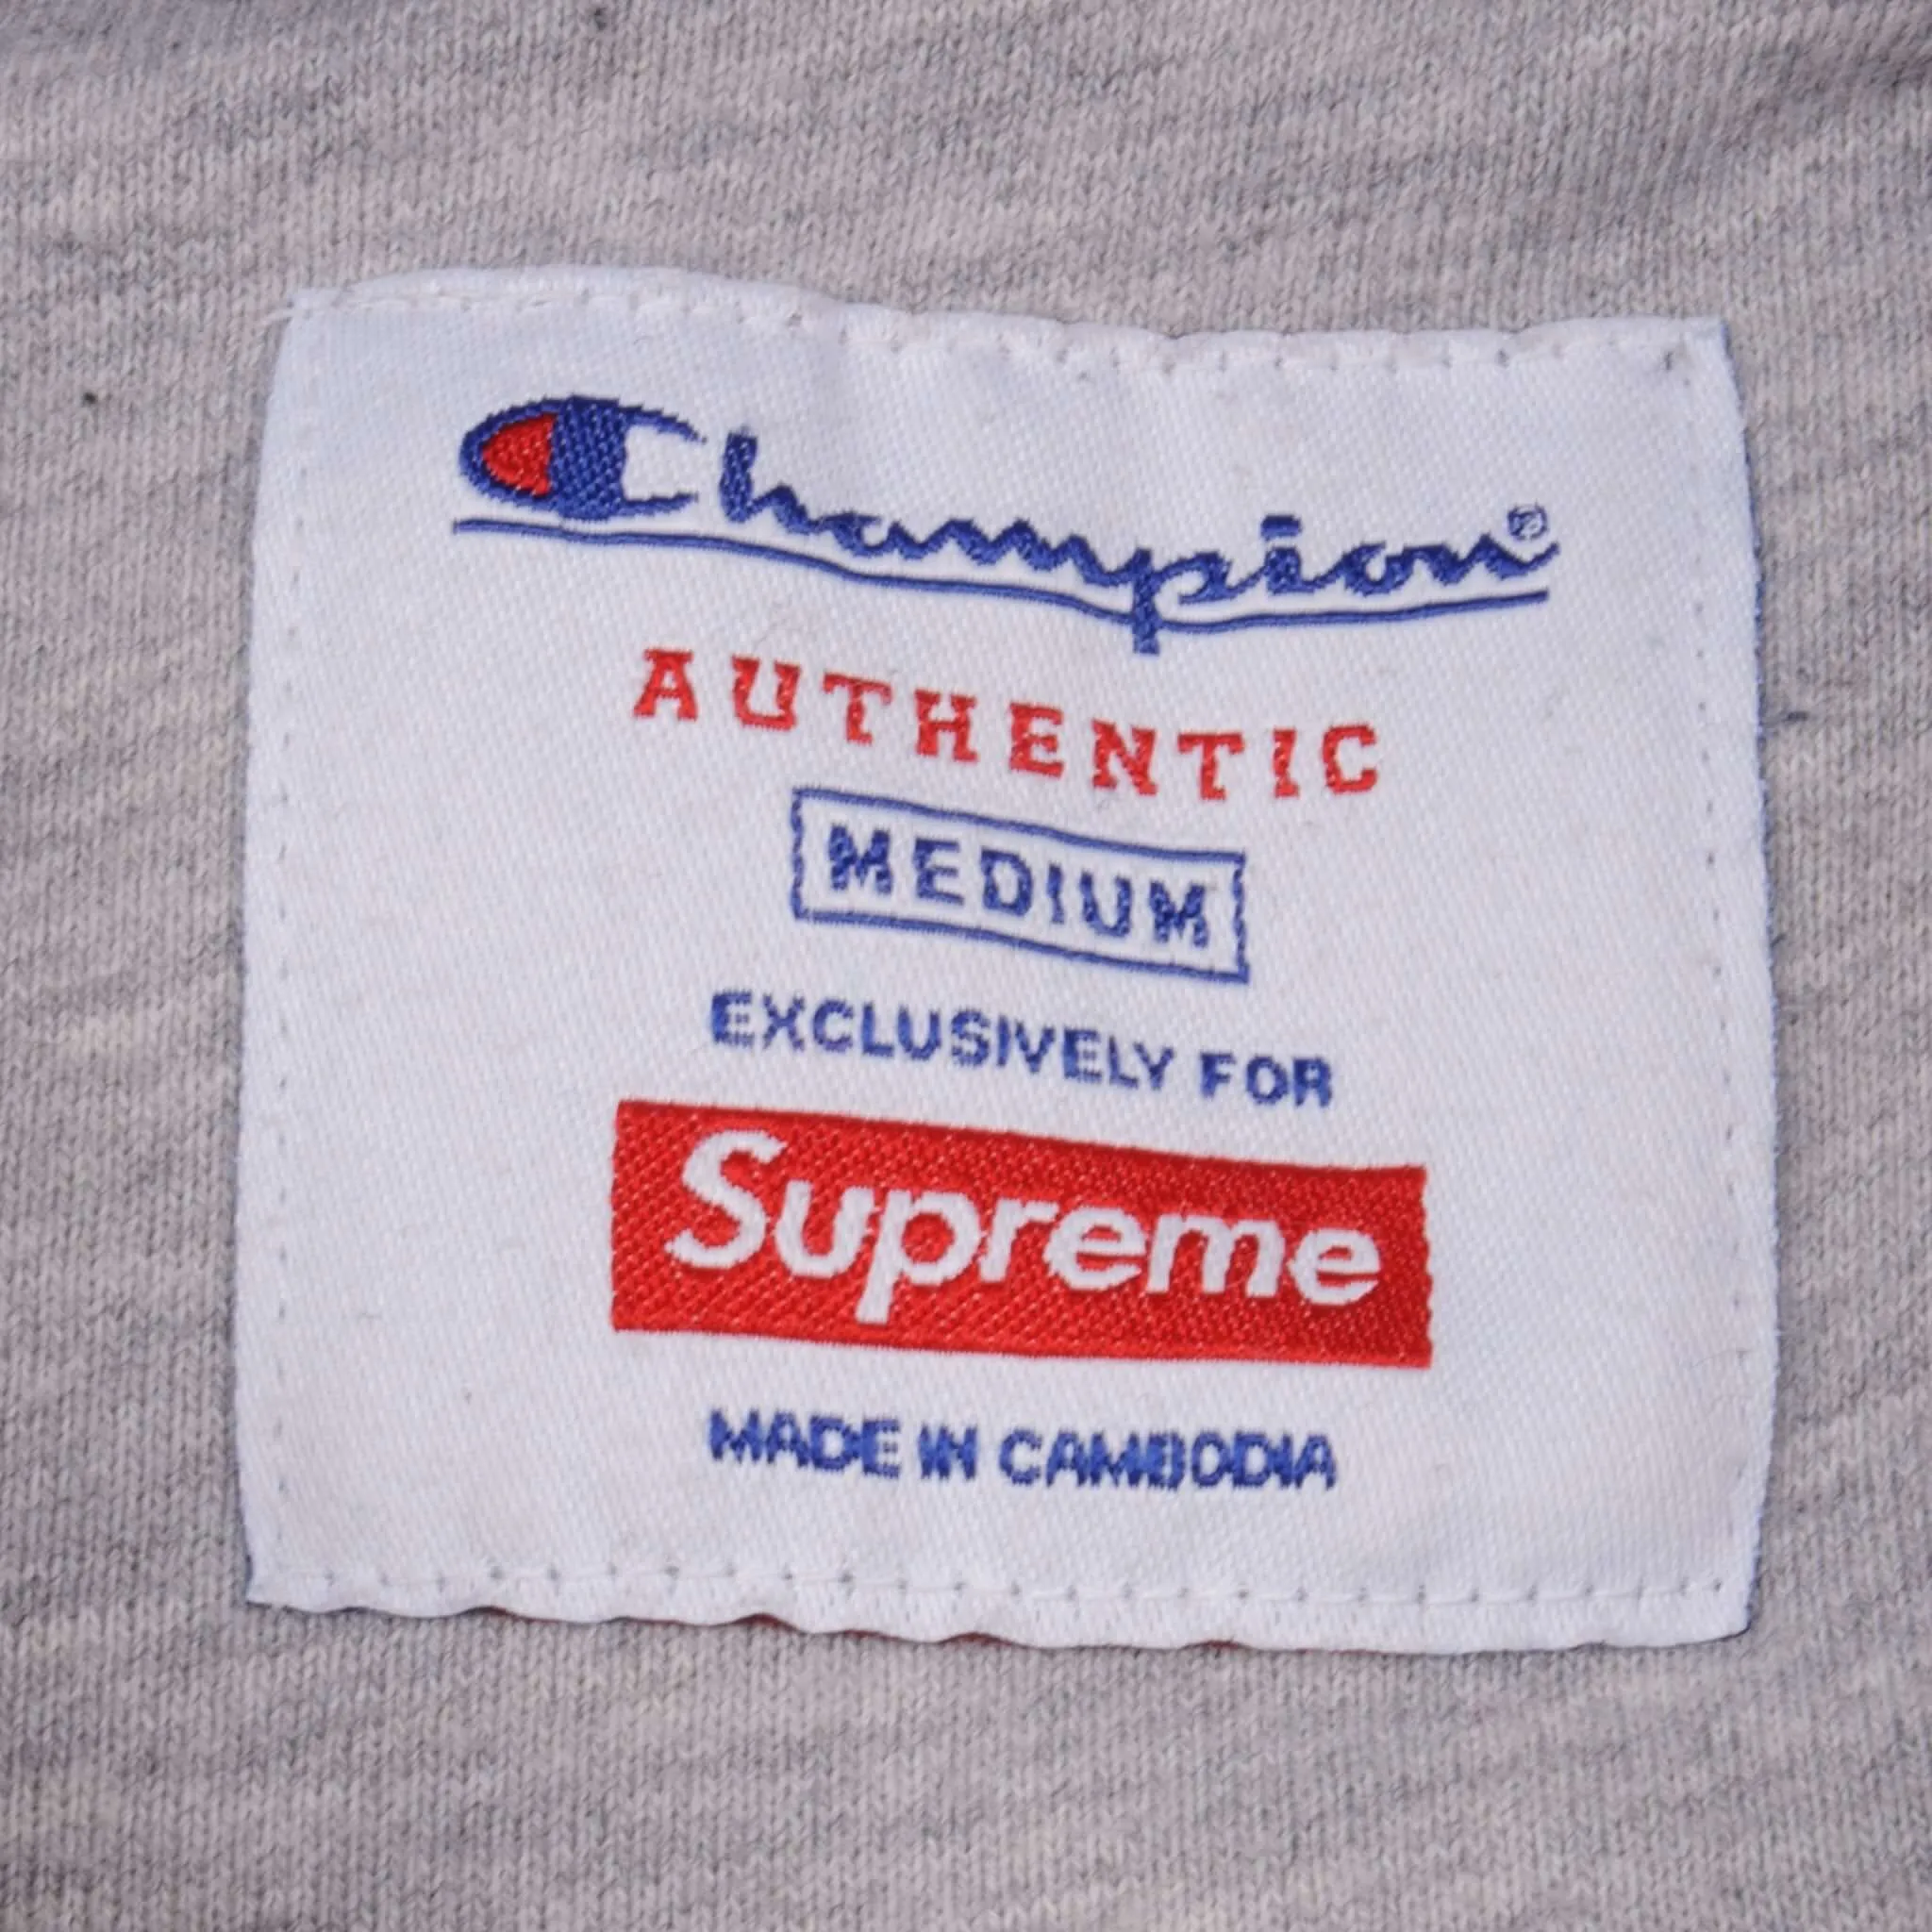 Champion®
AUTHENTIC
MEDIUM
EXCLUSIVELY FOR
Supreme
MADE IN CAMBODIA